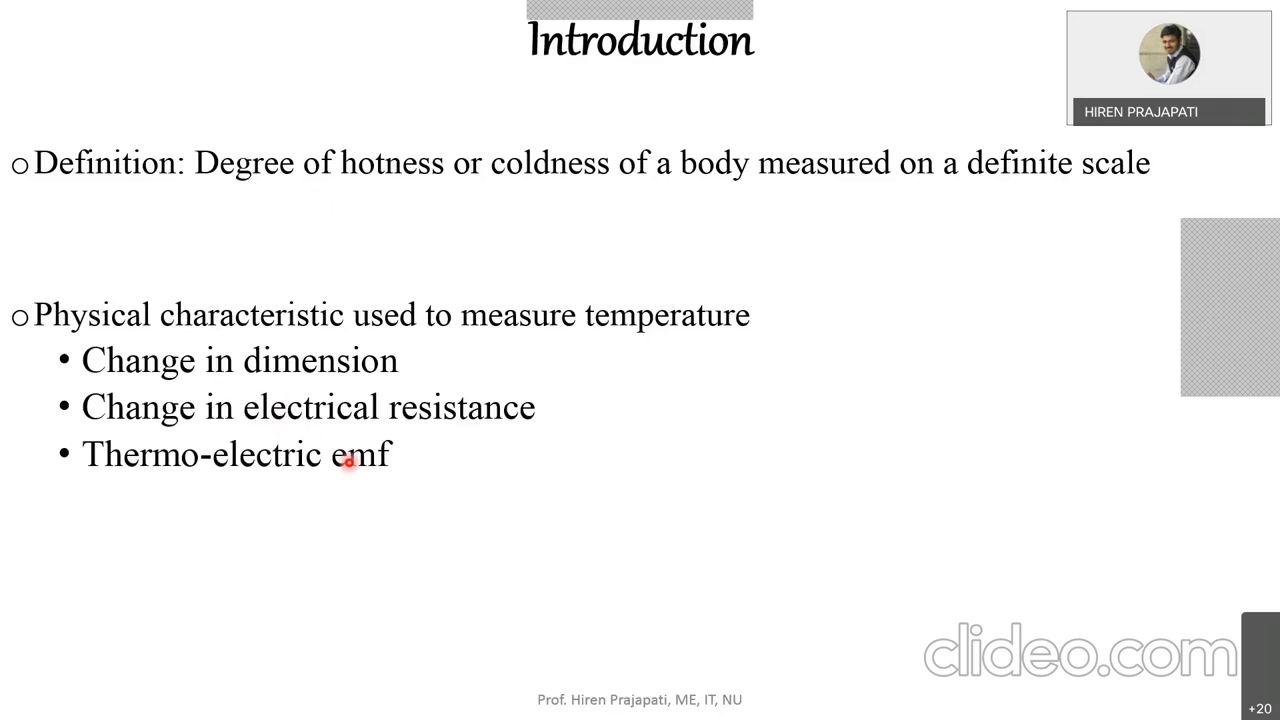 Introduction
HIREN PRAJAPATI
Definition: Degree of hotness or coldness of a body measured on a definite scale
Physical characteristic used to measure temperature
• Change in dimension
• Change in electrical resistance
• Thermo-electric emf
clideo.com
Prof. Hiren Prajapati, ME, IT, NU
+20